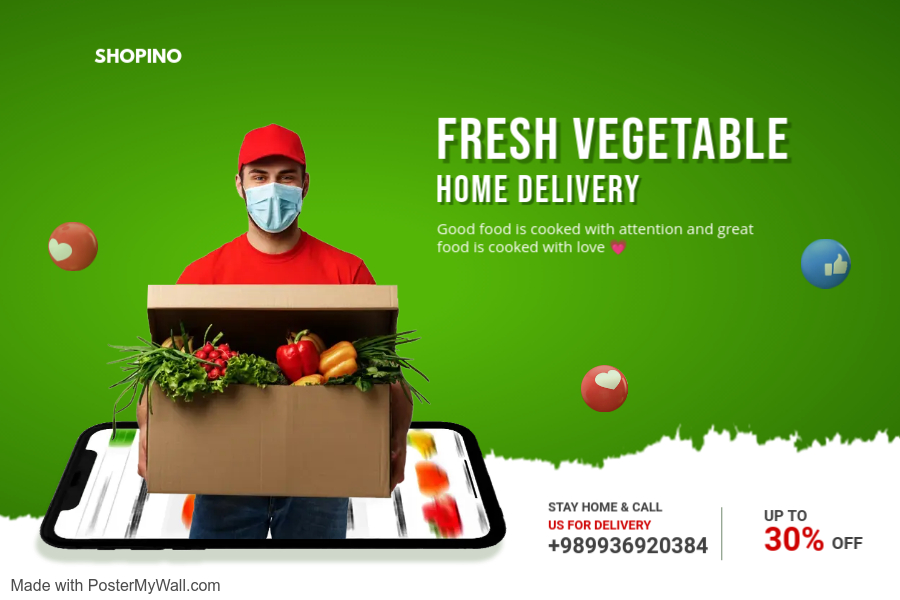 SHOPINO
FRESH VEGETABLE
HOME DELIVERY
Good food is cooked with attention and great
food is cooked with love 💗
STAY HOME & CALL
US FOR DELIVERY
+989936920384
UP TO
30% OFF
Made with PosterMyWall.com